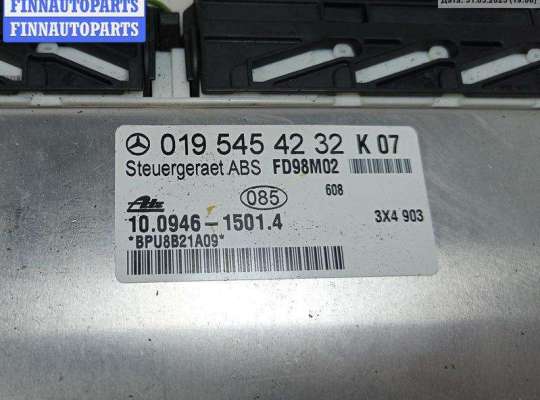 FINNAUTOPARTS
FINNAUTOPARTS
FINNAUTOPARTS
019 545 42 32 K 07
Steuergeraet ABS FD98M02
085 608
Ate 3X4 903
10.0946-1501.4
*BPU8B21A09*